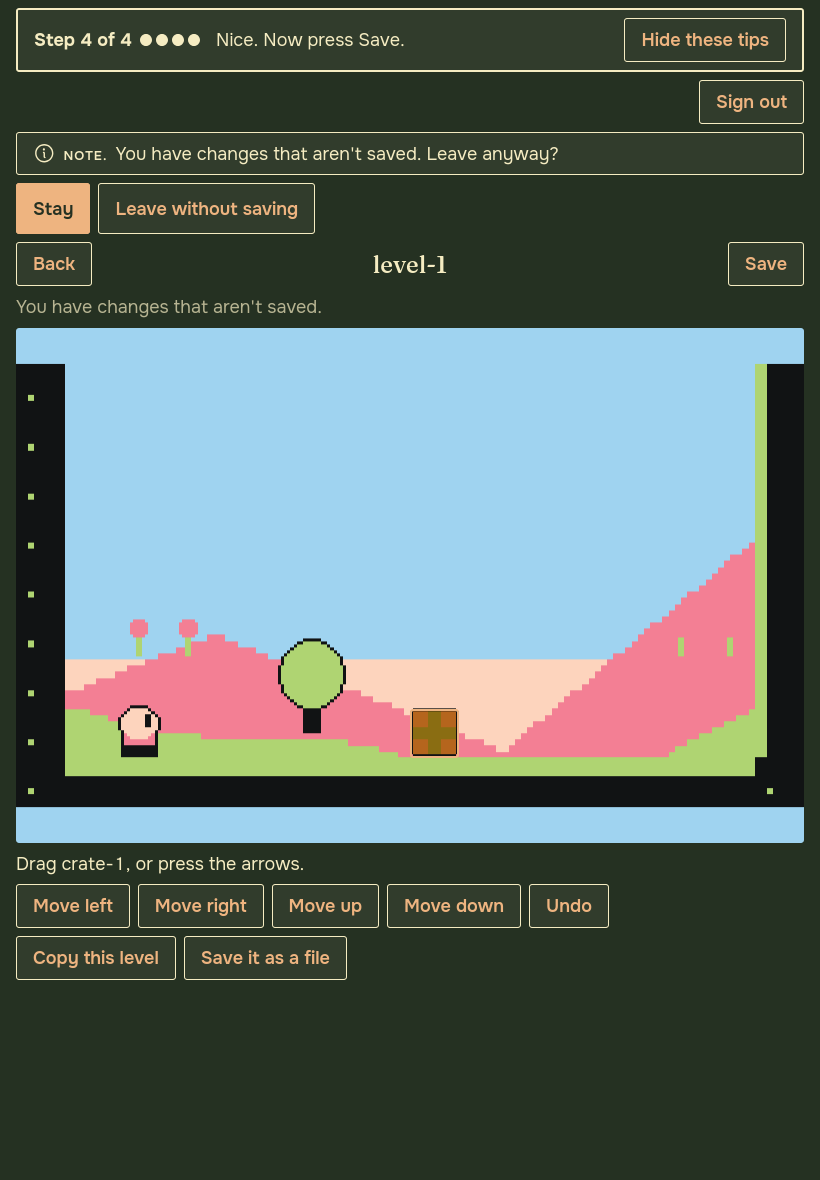 Step 4 of 4 Nice. Now press Save. Hide these tips
Sign out
NOTE. You have changes that aren't saved. Leave anyway?
Stay Leave without saving
Back level-1 Save
You have changes that aren't saved.
Drag crate-1, or press the arrows.
Move left Move right Move up Move down Undo
Copy this level Save it as a file